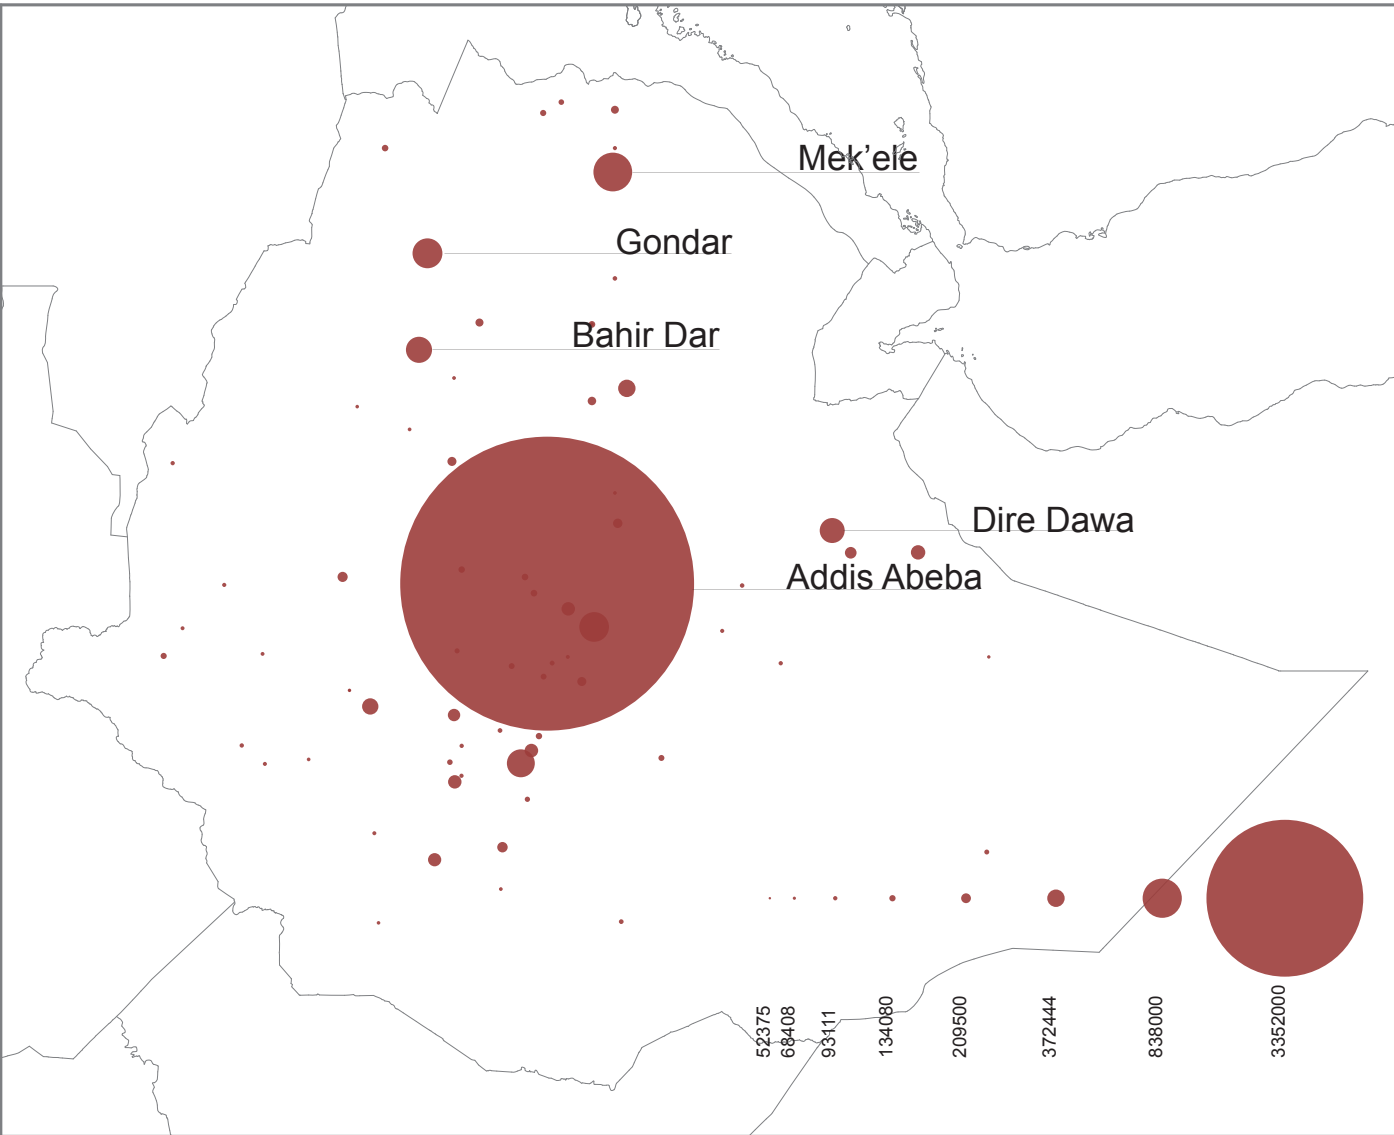 Mek’ele
Gondar
Bahir Dar
Dire Dawa
Addis Abeba
52375
68408
93111
134080
209500
372444
838000
3352000